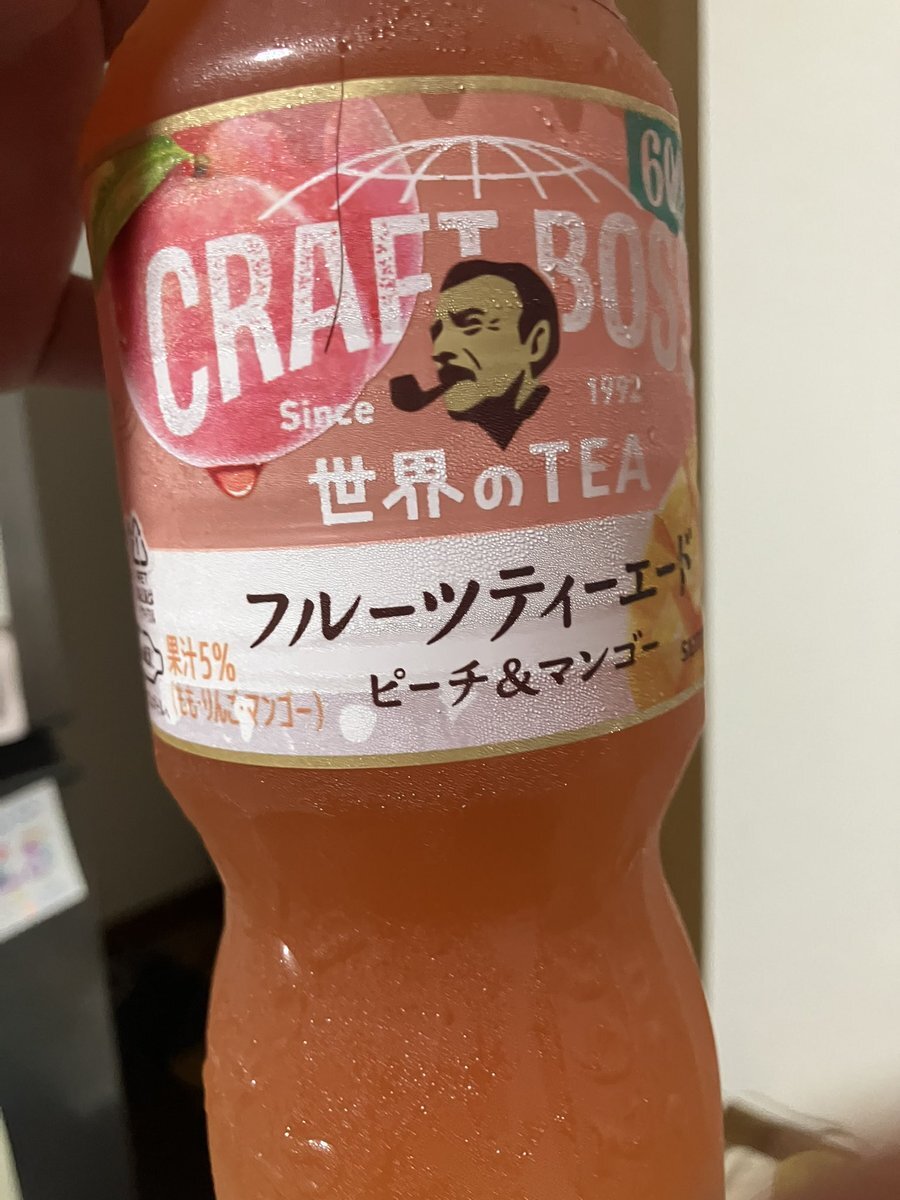 600
CRAFT BOSS
Since 1992
世界のTEA
フルーツティーエード
ピーチ&マンゴー
果汁5%
(もも・りんご・マンゴー)